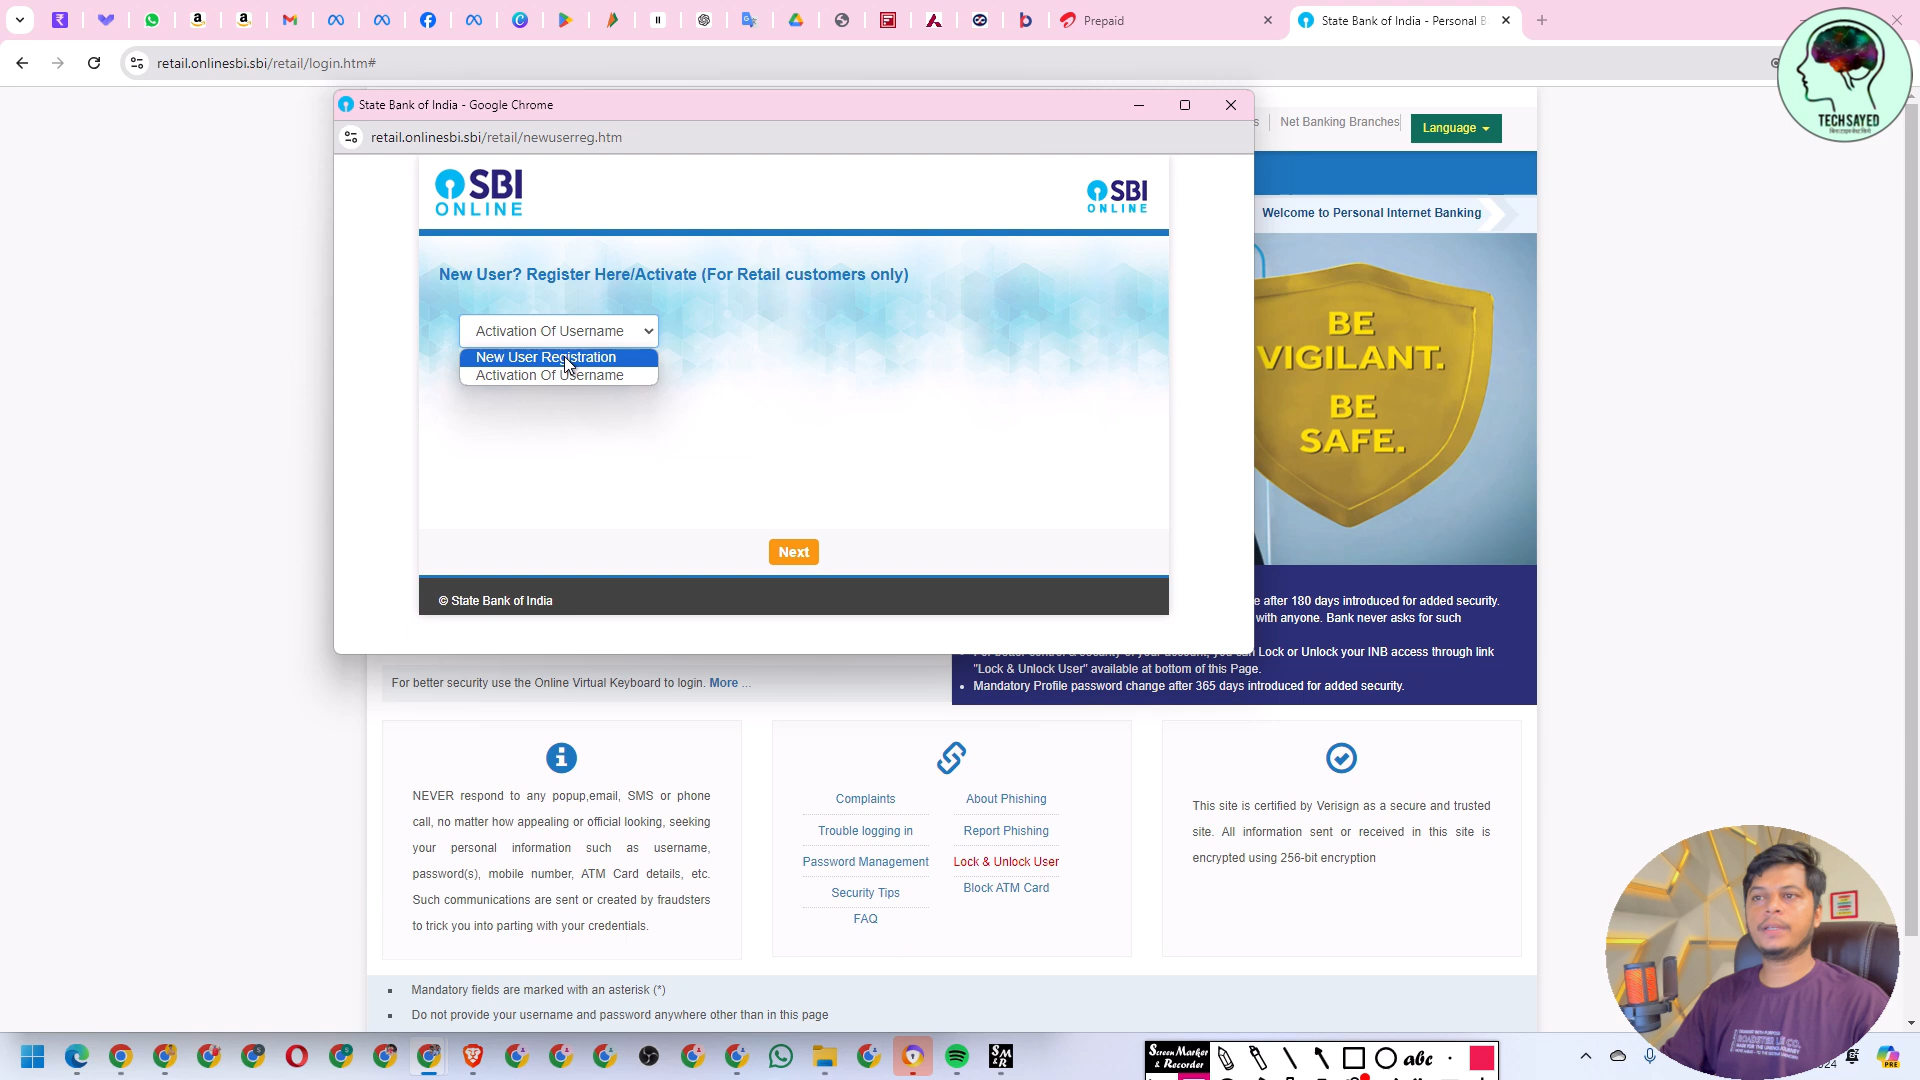 Prepaid
State Bank of India - Personal B
retail.onlinesbi.sbi/retail/login.htm#
TECH SAYED
State Bank of India - Google Chrome
retail.onlinesbi.sbi/retail/newuserreg.htm
Net Banking Branches
Language
SBI
ONLINE
SBI
ONLINE
Welcome to Personal Internet Banking
New User? Register Here/Activate (For Retail customers only)
Activation Of Username
New User Registration
Activation Of Username
BE
VIGILANT.
BE
SAFE.
Next
© State Bank of India
e after 180 days introduced for added security.
with anyone. Bank never asks for such
Lock or Unlock your INB access through link
"Lock & Unlock User" available at bottom of this Page.
Mandatory Profile password change after 365 days introduced for added security.
For better security use the Online Virtual Keyboard to login. More ...
NEVER respond to any popup,email, SMS or phone
call, no matter how appealing or official looking, seeking
your personal information such as username,
password(s), mobile number, ATM Card details, etc.
Such communications are sent or created by fraudsters
to trick you into parting with your credentials.
Complaints
About Phishing
Trouble logging in
Report Phishing
Password Management
Lock & Unlock User
Security Tips
Block ATM Card
FAQ
This site is certified by Verisign as a secure and trusted
site. All information sent or received in this site is
encrypted using 256-bit encryption
Mandatory fields are marked with an asterisk (*)
Do not provide your username and password anywhere other than in this page
Screen Marker
& Recorder
abc
S M
R
PRE